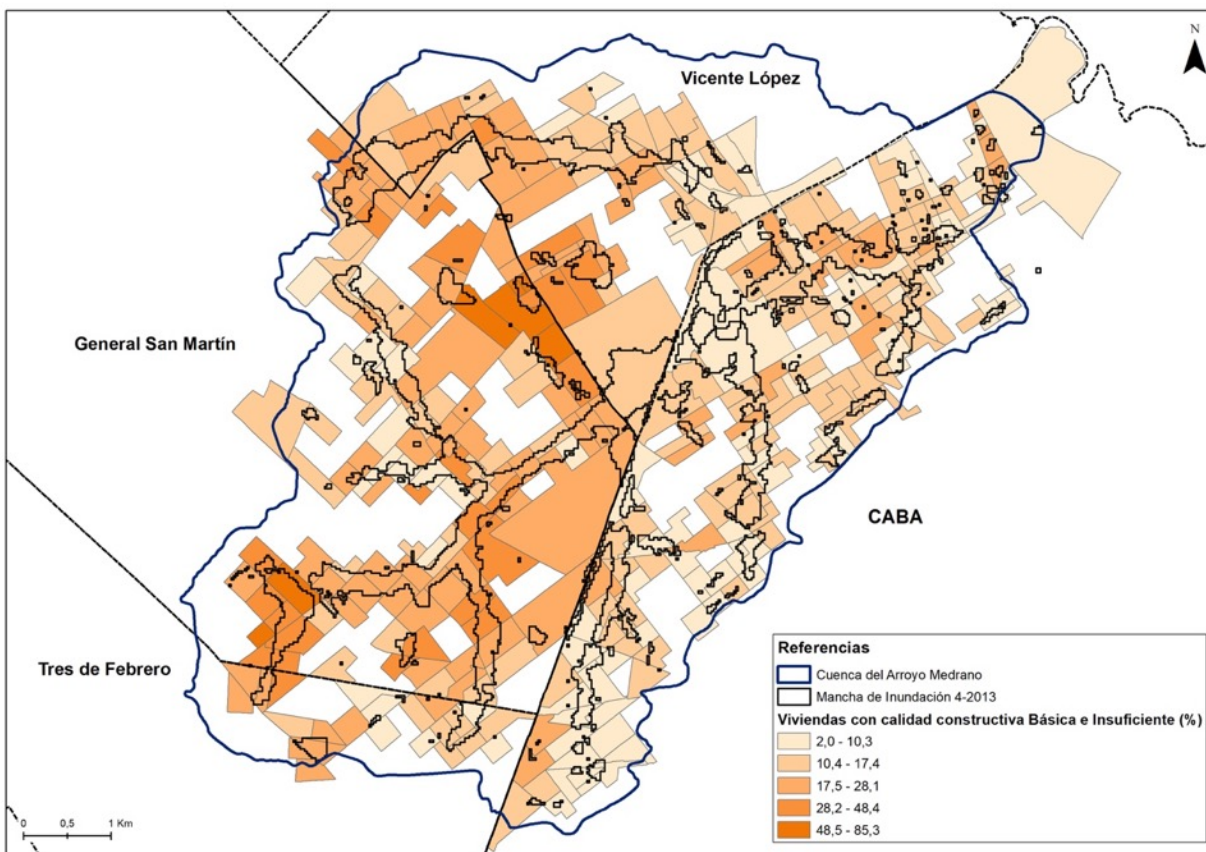 N
Vicente López
General San Martín
CABA
Tres de Febrero
Referencias
Cuenca del Arroyo Medrano
Mancha de Inundación 4-2013
Viviendas con calidad constructiva Básica e Insuficiente (%)
2,0 - 10,3
10,4 - 17,4
17,5 - 28,1
28,2 - 48,4
48,5 - 85,3
0 0,5 1 Km